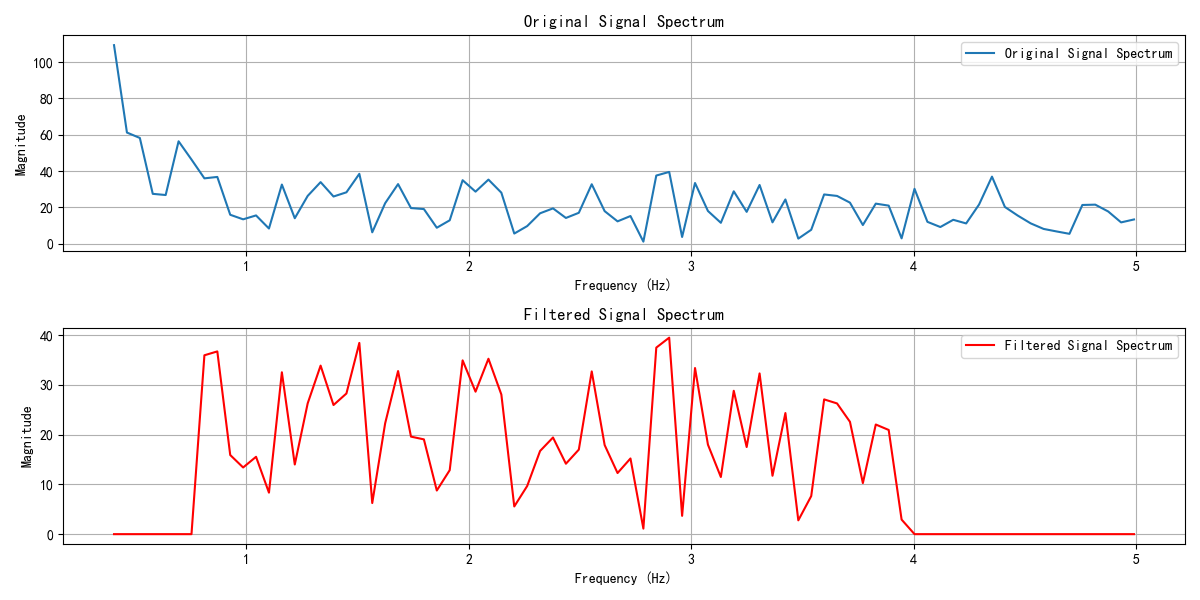 Original Signal Spectrum
Magnitude
100
80
60
40
20
0
Original Signal Spectrum
1
2
3
4
5
Frequency (Hz)
Filtered Signal Spectrum
Magnitude
40
30
20
10
0
Filtered Signal Spectrum
1
2
3
4
5
Frequency (Hz)